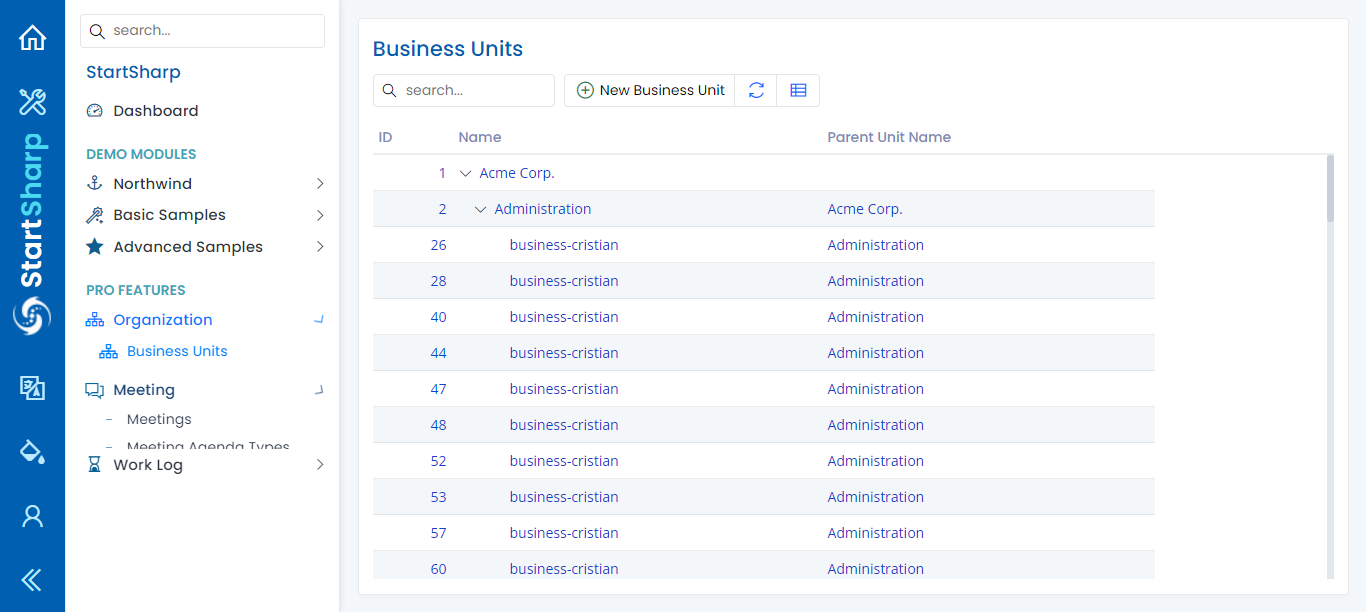 StartSharp
search...
StartSharp
Dashboard
DEMO MODULES
Northwind
Basic Samples
Advanced Samples
PRO FEATURES
Organization
Business Units
Meeting
Meetings
Meeting Agenda Types
Work Log
Business Units
search...
New Business Unit
ID Name Parent Unit Name
1 Acme Corp.
2 Administration Acme Corp.
26 business-cristian Administration
28 business-cristian Administration
40 business-cristian Administration
44 business-cristian Administration
47 business-cristian Administration
48 business-cristian Administration
52 business-cristian Administration
53 business-cristian Administration
57 business-cristian Administration
60 business-cristian Administration